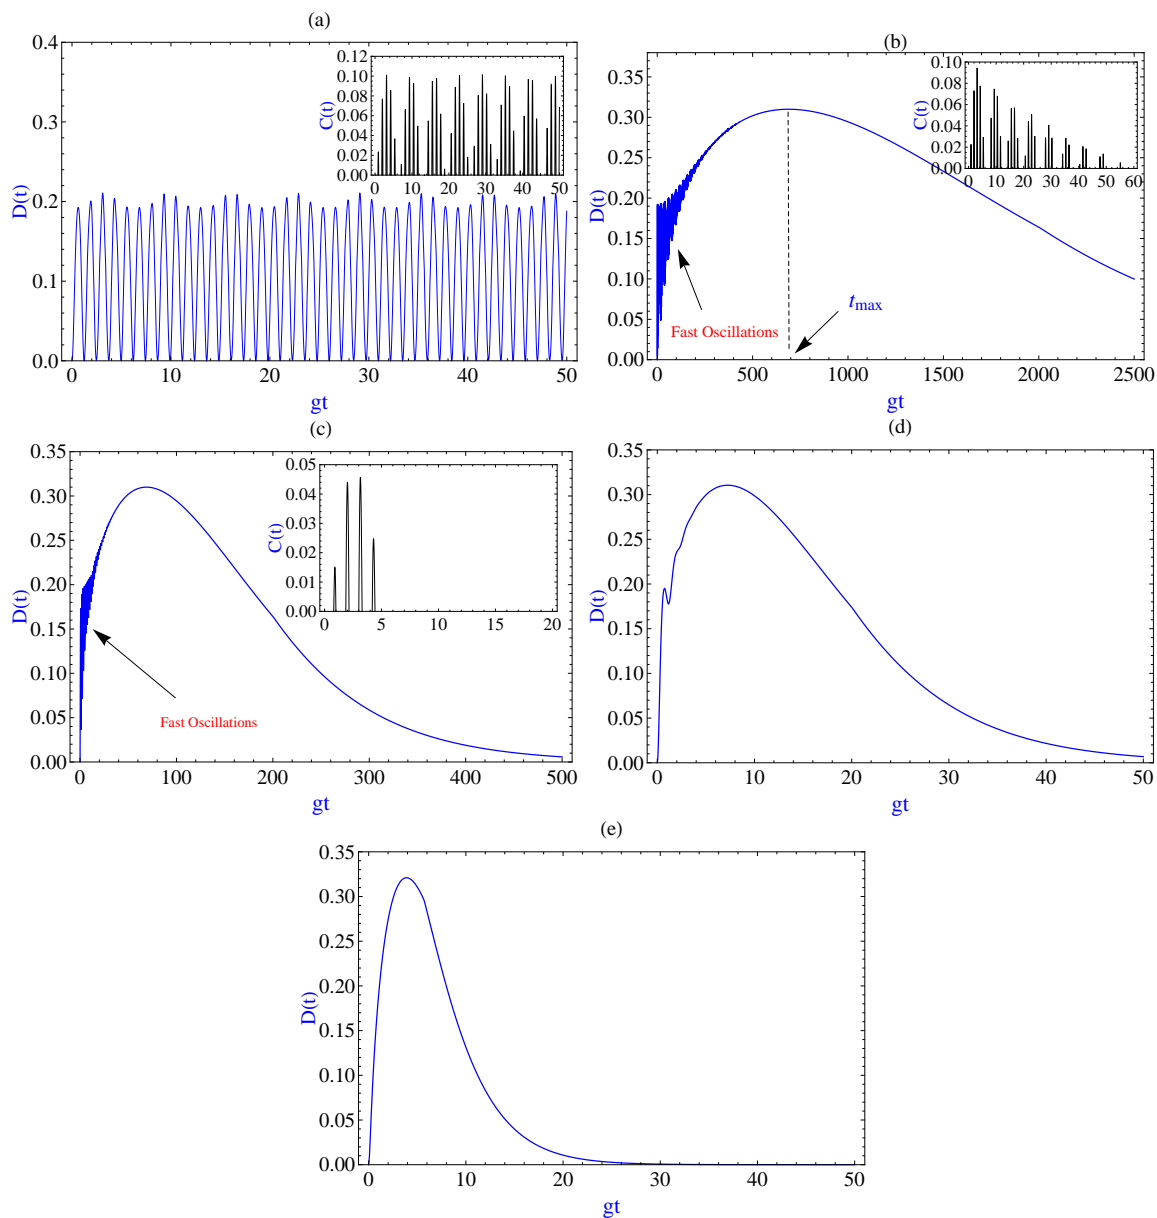 (a)
0.4
0.3
0.2
0.1
0.0
D(t)
0 10 20 30 40 50
gt
0.12
0.10
0.08
0.06
0.04
0.02
0.00
C(t)
0 10 20 30 40 50
(b)
0.35
0.30
0.25
0.20
0.15
0.10
0.05
0.00
D(t)
0 500 1000 1500 2000 2500
gt
Fast Oscillations
tmax
0.10
0.08
0.06
0.04
0.02
0.00
C(t)
0 10 20 30 40 50 60
(c)
0.35
0.30
0.25
0.20
0.15
0.10
0.05
0.00
D(t)
0 100 200 300 400 500
gt
Fast Oscillations
0.05
0.04
0.03
0.02
0.01
0.00
C(t)
0 5 10 15 20
(d)
0.35
0.30
0.25
0.20
0.15
0.10
0.05
0.00
D(t)
0 10 20 30 40 50
gt
(e)
0.35
0.30
0.25
0.20
0.15
0.10
0.05
0.00
D(t)
0 10 20 30 40 50
gt